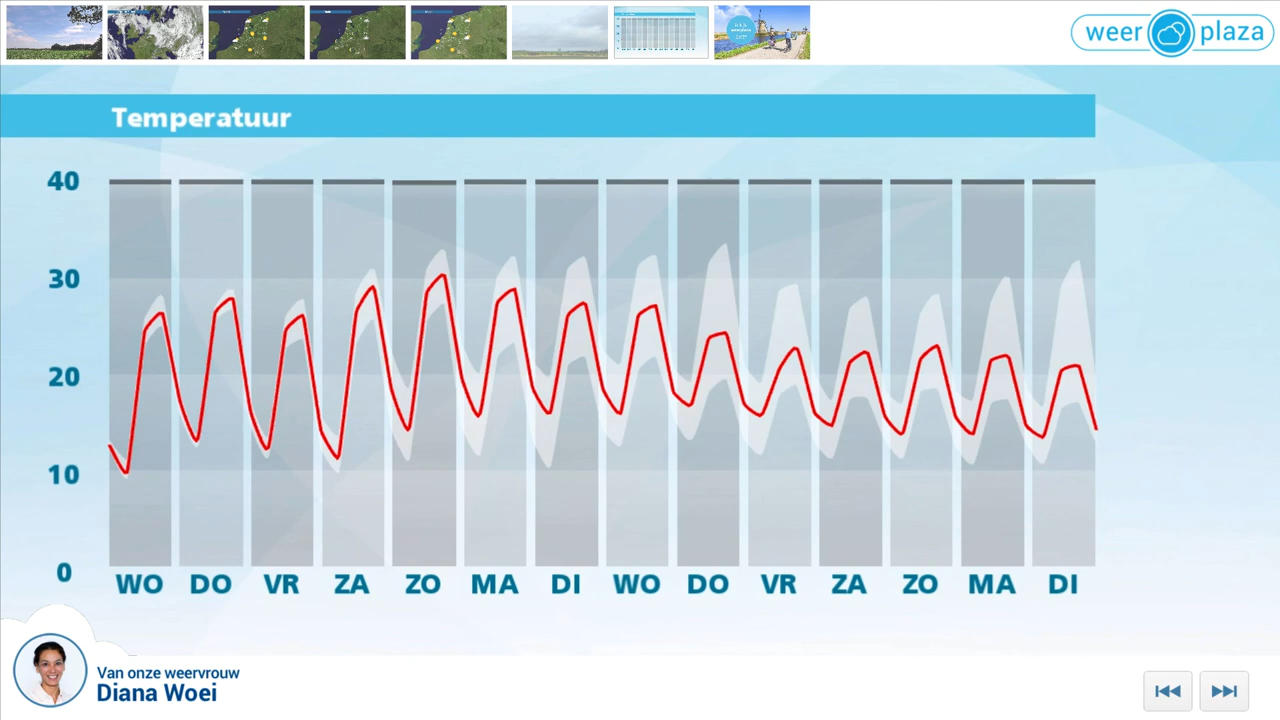 weer plaza
Temperatuur
40
30
20
10
0
WO DO VR ZA ZO MA DI WO DO VR ZA ZO MA DI
Van onze weervrouw
Diana Woei